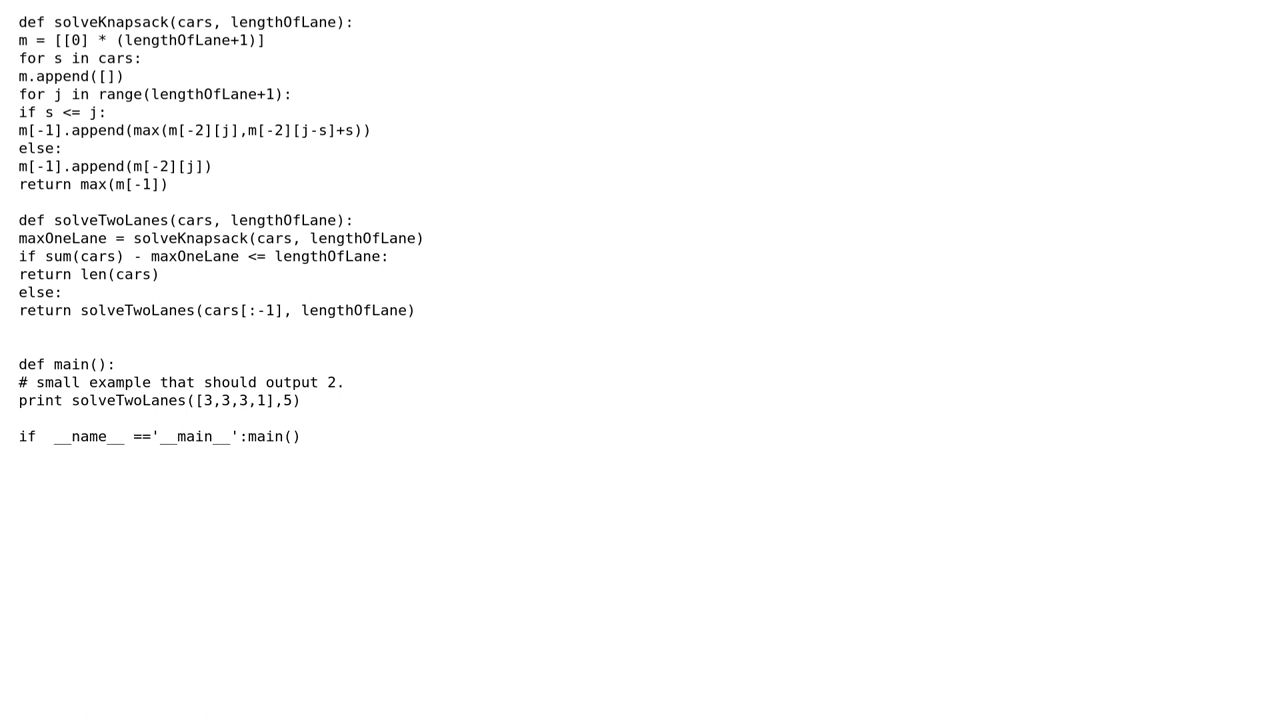 def solveKnapsack(cars, lengthOfLane):
m = [[0] * (lengthOfLane+1)]
for s in cars:
m.append([])
for j in range(lengthOfLane+1):
if s <= j:
m[-1].append(max(m[-2][j],m[-2][j-s]+s))
else:
m[-1].append(m[-2][j])
return max(m[-1])

def solveTwoLanes(cars, lengthOfLane):
maxOneLane = solveKnapsack(cars, lengthOfLane)
if sum(cars) - maxOneLane <= lengthOfLane:
return len(cars)
else:
return solveTwoLanes(cars[:-1], lengthOfLane)


def main():
# small example that should output 2.
print solveTwoLanes([3,3,3,1],5)

if  __name__ =='__main__':main()